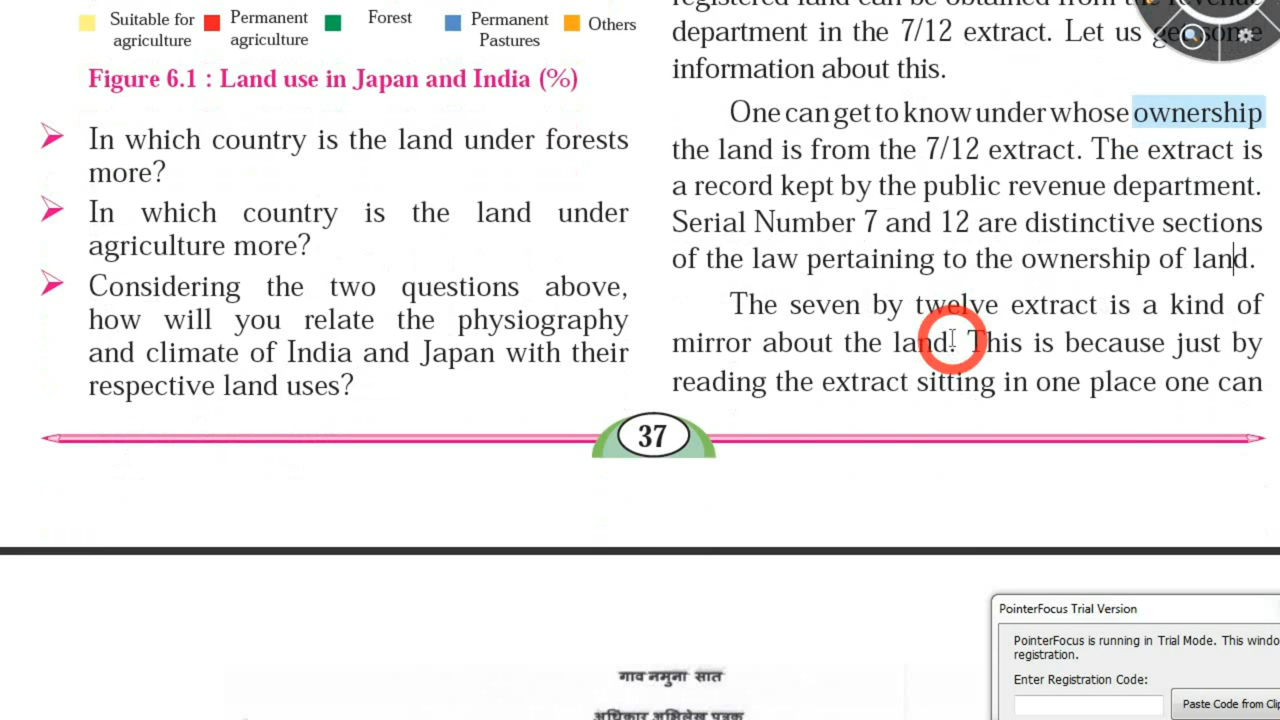 Suitable for
agriculture
Permanent
agriculture
Forest
Permanent
Pastures
Others
Figure 6.1 : Land use in Japan and India (%)
In which country is the land under forests
more?
In which country is the land under
agriculture more?
Considering the two questions above,
how will you relate the physiography
and climate of India and Japan with their
respective land uses?
department in the 7/12 extract. Let us get some
information about this.
One can get to know under whose ownership
the land is from the 7/12 extract. The extract is
a record kept by the public revenue department.
Serial Number 7 and 12 are distinctive sections
of the law pertaining to the ownership of land.
The seven by twelve extract is a kind of
mirror about the land. This is because just by
reading the extract sitting in one place one can
37
गाव नमुना सात
अधिकार अभिलेख पत्रक
PointerFocus Trial Version
PointerFocus is running in Trial Mode. This
registration.
Enter Registration Code:
Paste Code from